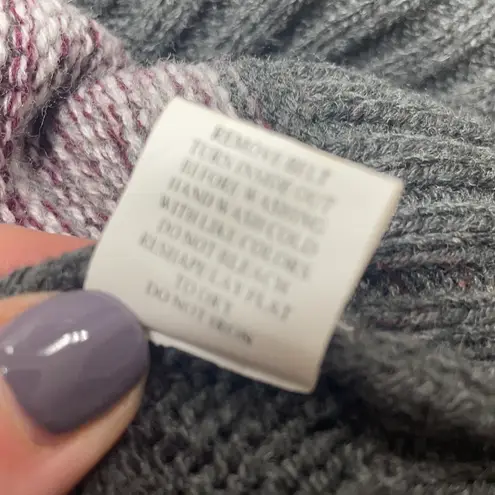 REMOVE BELT
TURN INSIDE OUT
BEFORE WASHING
HAND WASH COLD
WITH LIKE COLORS
DO NOT BLEACH
RESHAPE LAY FLAT
TO DRY
DO NOT IRON